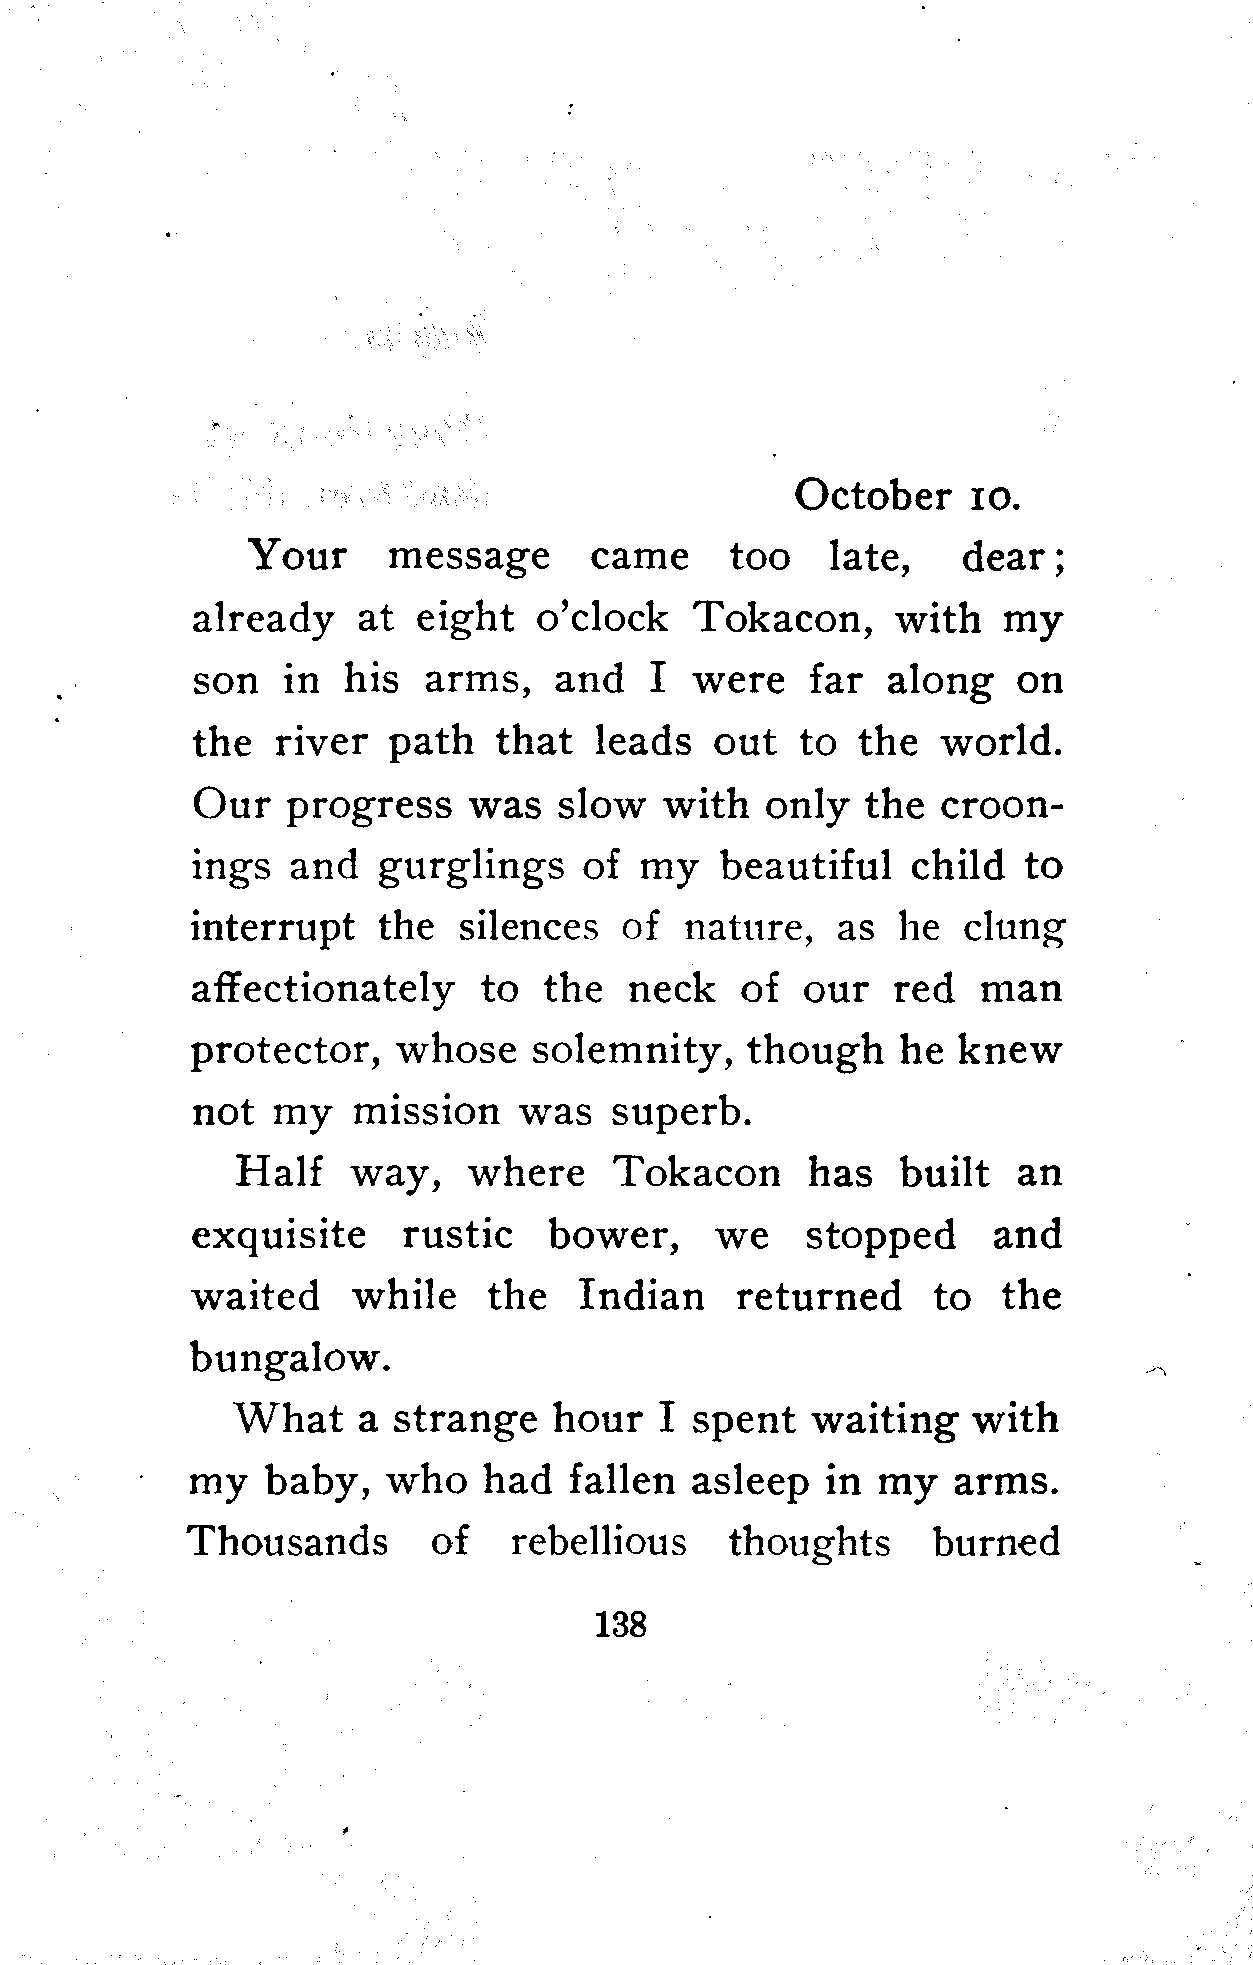 October 10.
Your message came too late, dear;
already at eight o'clock Tokacon, with my
son in his arms, and I were far along on
the river path that leads out to the world.
Our progress was slow with only the croon-
ings and gurglings of my beautiful child to
interrupt the silences of nature, as he clung
affectionately to the neck of our red man
protector, whose solemnity, though he knew
not my mission was superb.
Half way, where Tokacon has built an
exquisite rustic bower, we stopped and
waited while the Indian returned to the
bungalow.
What a strange hour I spent waiting with
my baby, who had fallen asleep in my arms.
Thousands of rebellious thoughts burned
138